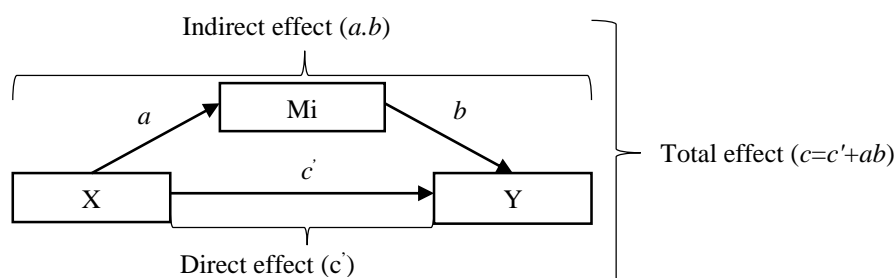 Indirect effect (a.b)
Mi
a
b
Total effect (c=c'+ab)
c'
X
Y
Direct effect (c')